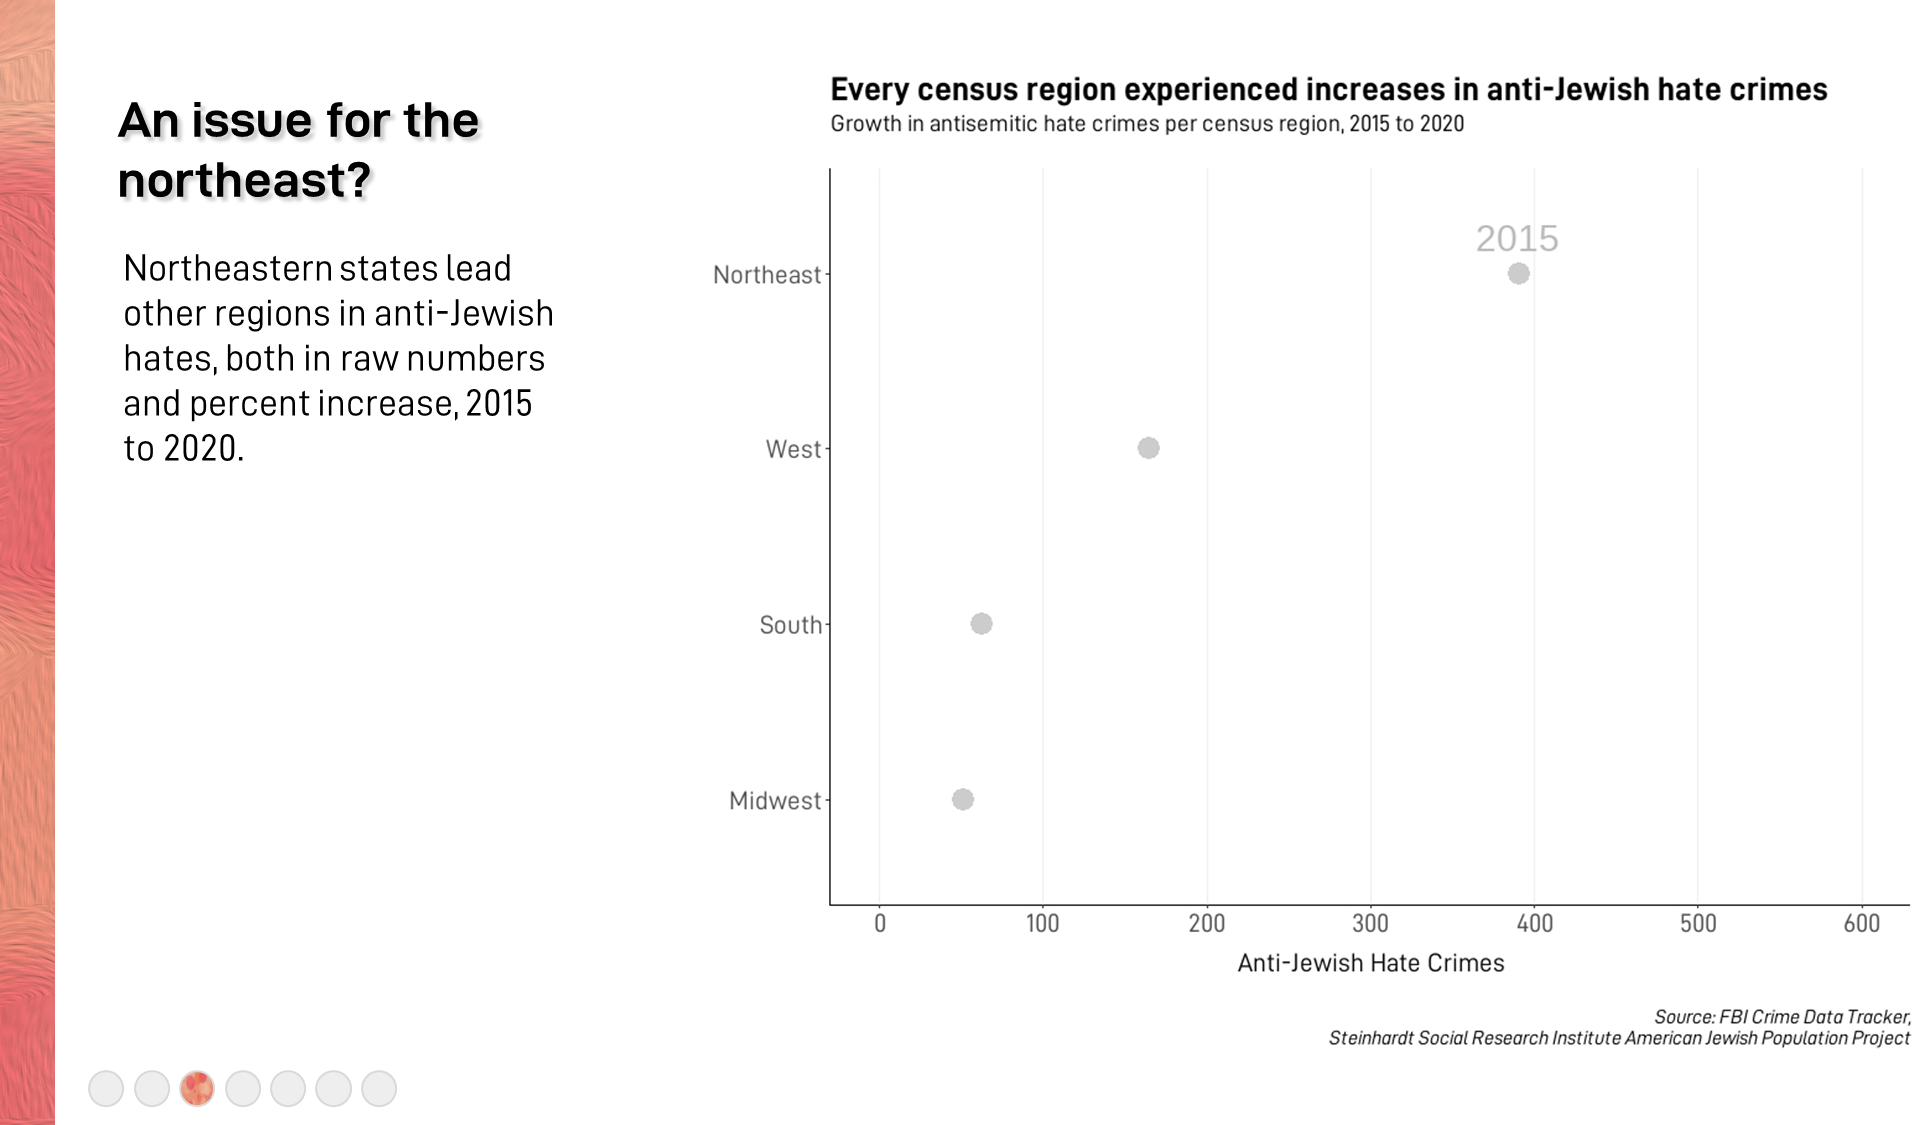 An issue for the
northeast?
Northeastern states lead
other regions in anti-Jewish
hates, both in raw numbers
and percent increase, 2015
to 2020.
Every census region experienced increases in anti-Jewish hate crimes
Growth in antisemitic hate crimes per census region, 2015 to 2020
2015
Northeast
West
South
Midwest
0 100 200 300 400 500 600
Anti-Jewish Hate Crimes
Source: FBI Crime Data Tracker,
Steinhardt Social Research Institute American Jewish Population Project